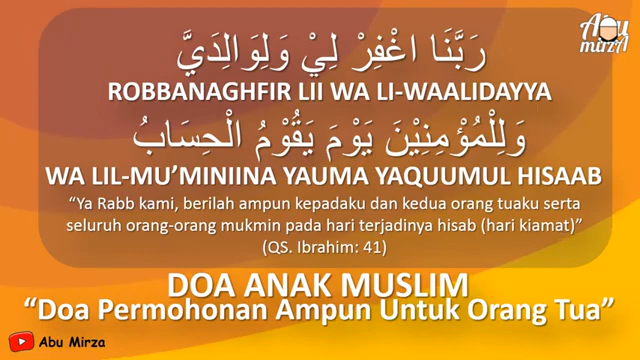 Abu
mirzA
رَبَّنَا اغْفِرْ لِيْ وَلِوَالِدَيَّ
ROBBANAGHFIR LII WA LI-WAALIDAYYA
وَلِلْمُؤْمِنِيْنَ يَوْمَ يَقُوْمُ الْحِسَابُ
WA LIL-MU’MINIINA YAUMA YAQUUMUL HISAAB
“Ya Rabb kami, berilah ampun kepadaku dan kedua orang tuaku serta
seluruh orang-orang mukmin pada hari terjadinya hisab (hari kiamat)”
(QS. Ibrahim: 41)
DOA ANAK MUSLIM
“Doa Permohonan Ampun Untuk Orang Tua”
Abu Mirza